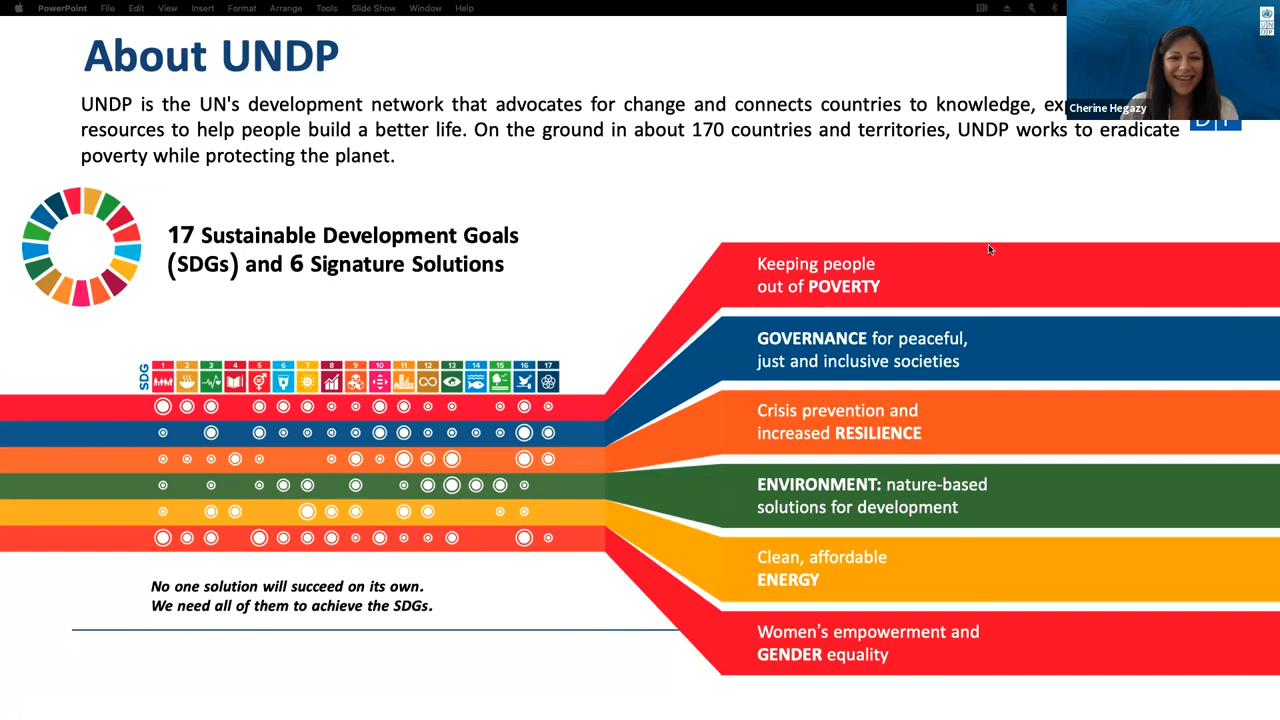 PowerPoint File Edit View Insert Format Arrange Tools Slide Show Window Help
UN
DP
Cherine Hegazy
About UNDP
UNDP is the UN's development network that advocates for change and connects countries to knowledge,
resources to help people build a better life. On the ground in about 170 countries and territories, UNDP works to eradicate
poverty while protecting the planet.
17 Sustainable Development Goals
(SDGs) and 6 Signature Solutions
SDG
1 2 3 4 5 6 7 8 9 10 11 12 13 14 15 16 17
Keeping people
out of POVERTY
GOVERNANCE for peaceful,
just and inclusive societies
Crisis prevention and
increased RESILIENCE
ENVIRONMENT: nature-based
solutions for development
Clean, affordable
ENERGY
Women's empowerment and
GENDER equality
No one solution will succeed on its own.
We need all of them to achieve the SDGs.